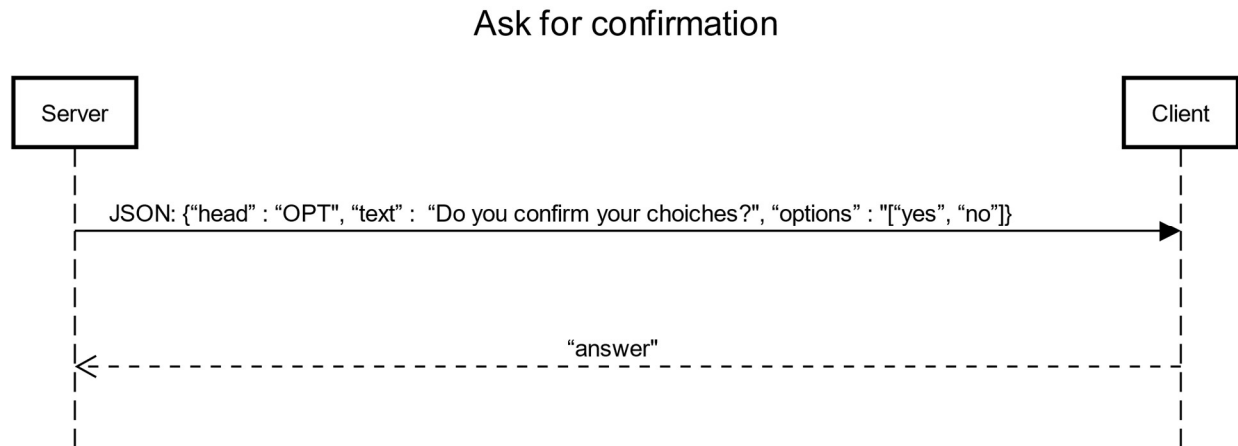 Ask for confirmation
Server
Client
JSON: {“head” : “OPT", “text” :  “Do you confirm your choiches?", “options” : "[“yes”, “no”]}
“answer"